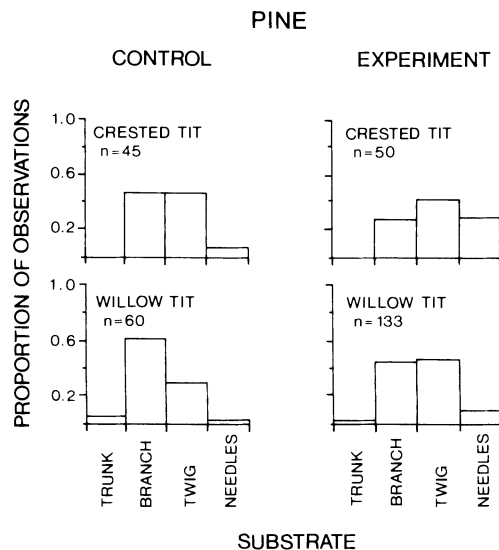 PINE
CONTROL
EXPERIMENT
PROPORTION OF OBSERVATIONS
1.0
0.6
0.2
CRESTED TIT
n=45
CRESTED TIT
n=50
1.0
0.6
0.2
WILLOW TIT
n=60
WILLOW TIT
n=133
TRUNK
BRANCH
TWIG
NEEDLES
TRUNK
BRANCH
TWIG
NEEDLES
SUBSTRATE